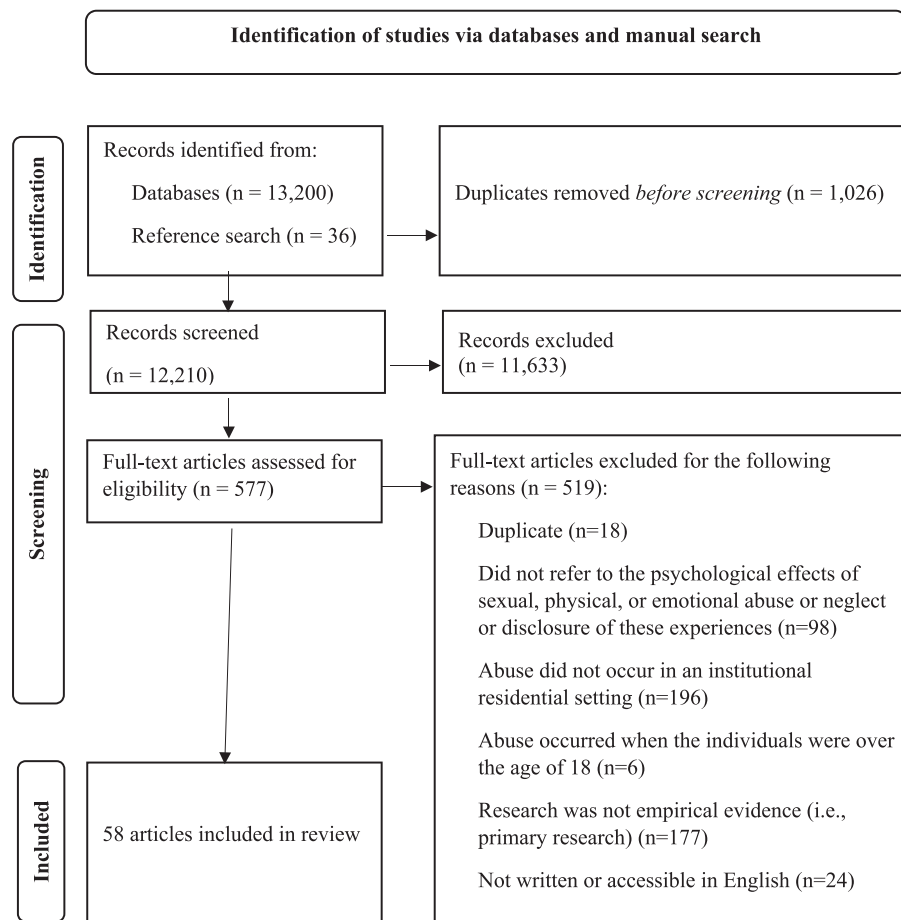 Identification of studies via databases and manual search
Identification
Records identified from:
Databases (n = 13,200)
Reference search (n = 36)
Duplicates removed before screening (n = 1,026)
Screening
Records screened
(n = 12,210)
Records excluded
(n = 11,633)
Full-text articles assessed for
eligibility (n = 577)
Full-text articles excluded for the following
reasons (n = 519):
Duplicate (n=18)
Did not refer to the psychological effects of
sexual, physical, or emotional abuse or neglect
or disclosure of these experiences (n=98)
Abuse did not occur in an institutional
residential setting (n=196)
Abuse occurred when the individuals were over
the age of 18 (n=6)
Research was not empirical evidence (i.e.,
primary research) (n=177)
Not written or accessible in English (n=24)
Included
58 articles included in review